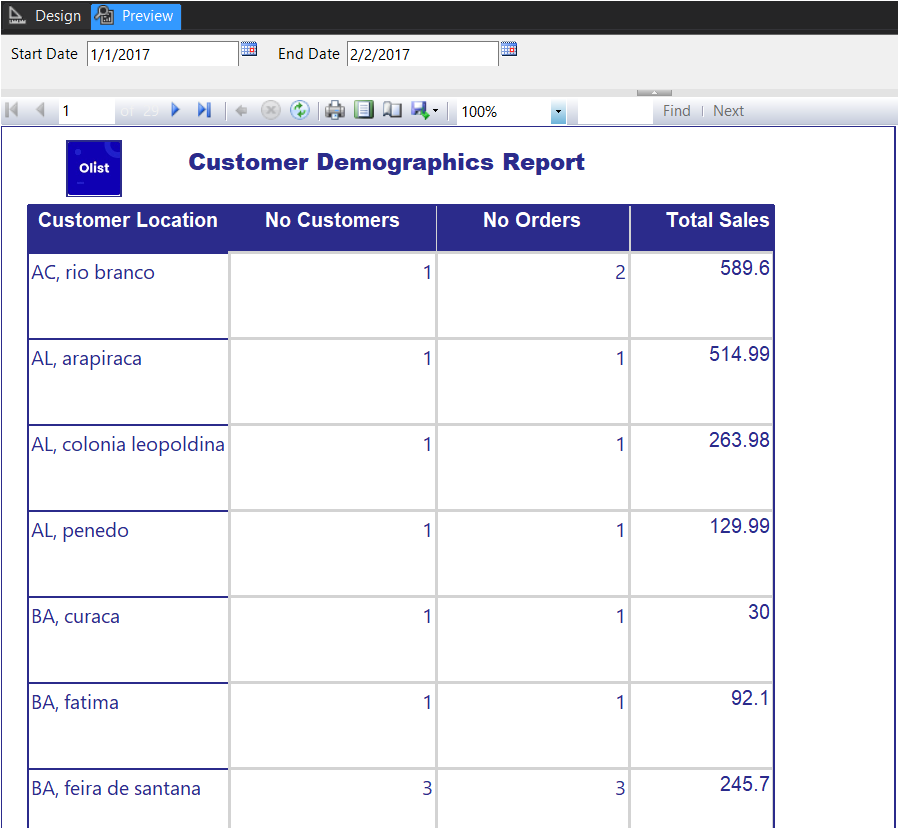 Design Preview
Start Date 1/1/2017 End Date 2/2/2017
1 of 29 100% Find | Next
Olist
Customer Demographics Report
Customer Location No Customers No Orders Total Sales
AC, rio branco 1 2 589.6
AL, arapiraca 1 1 514.99
AL, colonia leopoldina 1 1 263.98
AL, penedo 1 1 129.99
BA, curaca 1 1 30
BA, fatima 1 1 92.1
BA, feira de santana 3 3 245.7